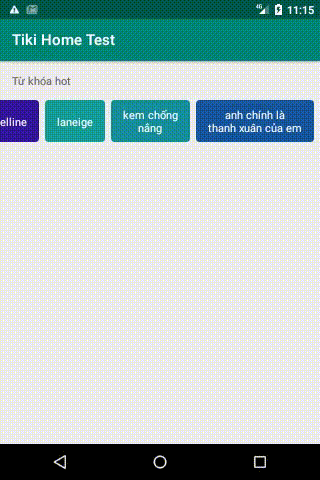 4G 11:15
Tiki Home Test
Từ khóa hot
elline
laneige
kem chống
nắng
anh chính là
thanh xuân của em